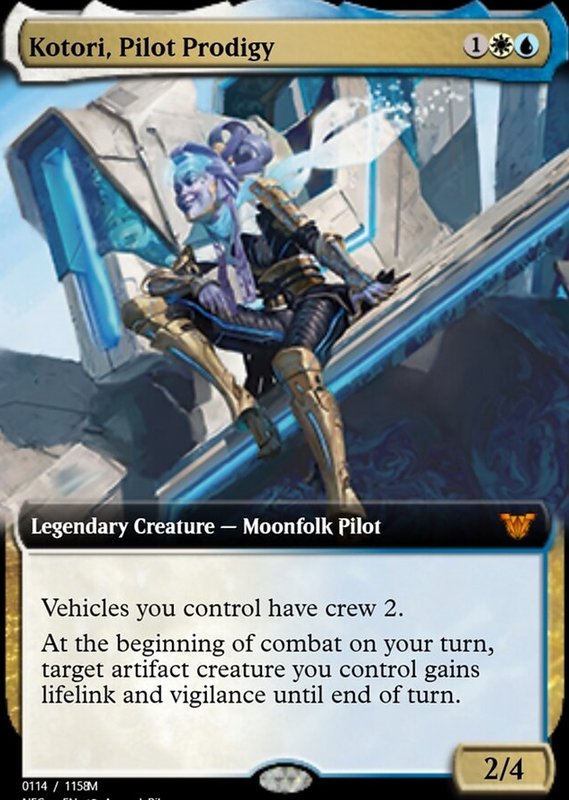 Kotori, Pilot Prodigy
1
Legendary Creature — Moonfolk Pilot
Vehicles you control have crew 2.
At the beginning of combat on your turn,
target artifact creature you control gains
lifelink and vigilance until end of turn.
2/4
0114 / 1158M